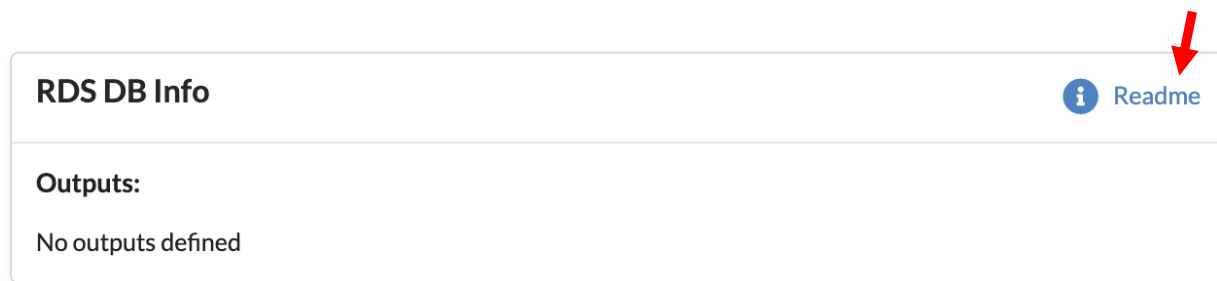 RDS DB Info
Readme
Outputs:
No outputs defined